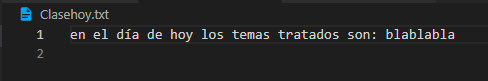 Clasehoy.txt
1 en el día de hoy los temas tratados son: blablabla
2